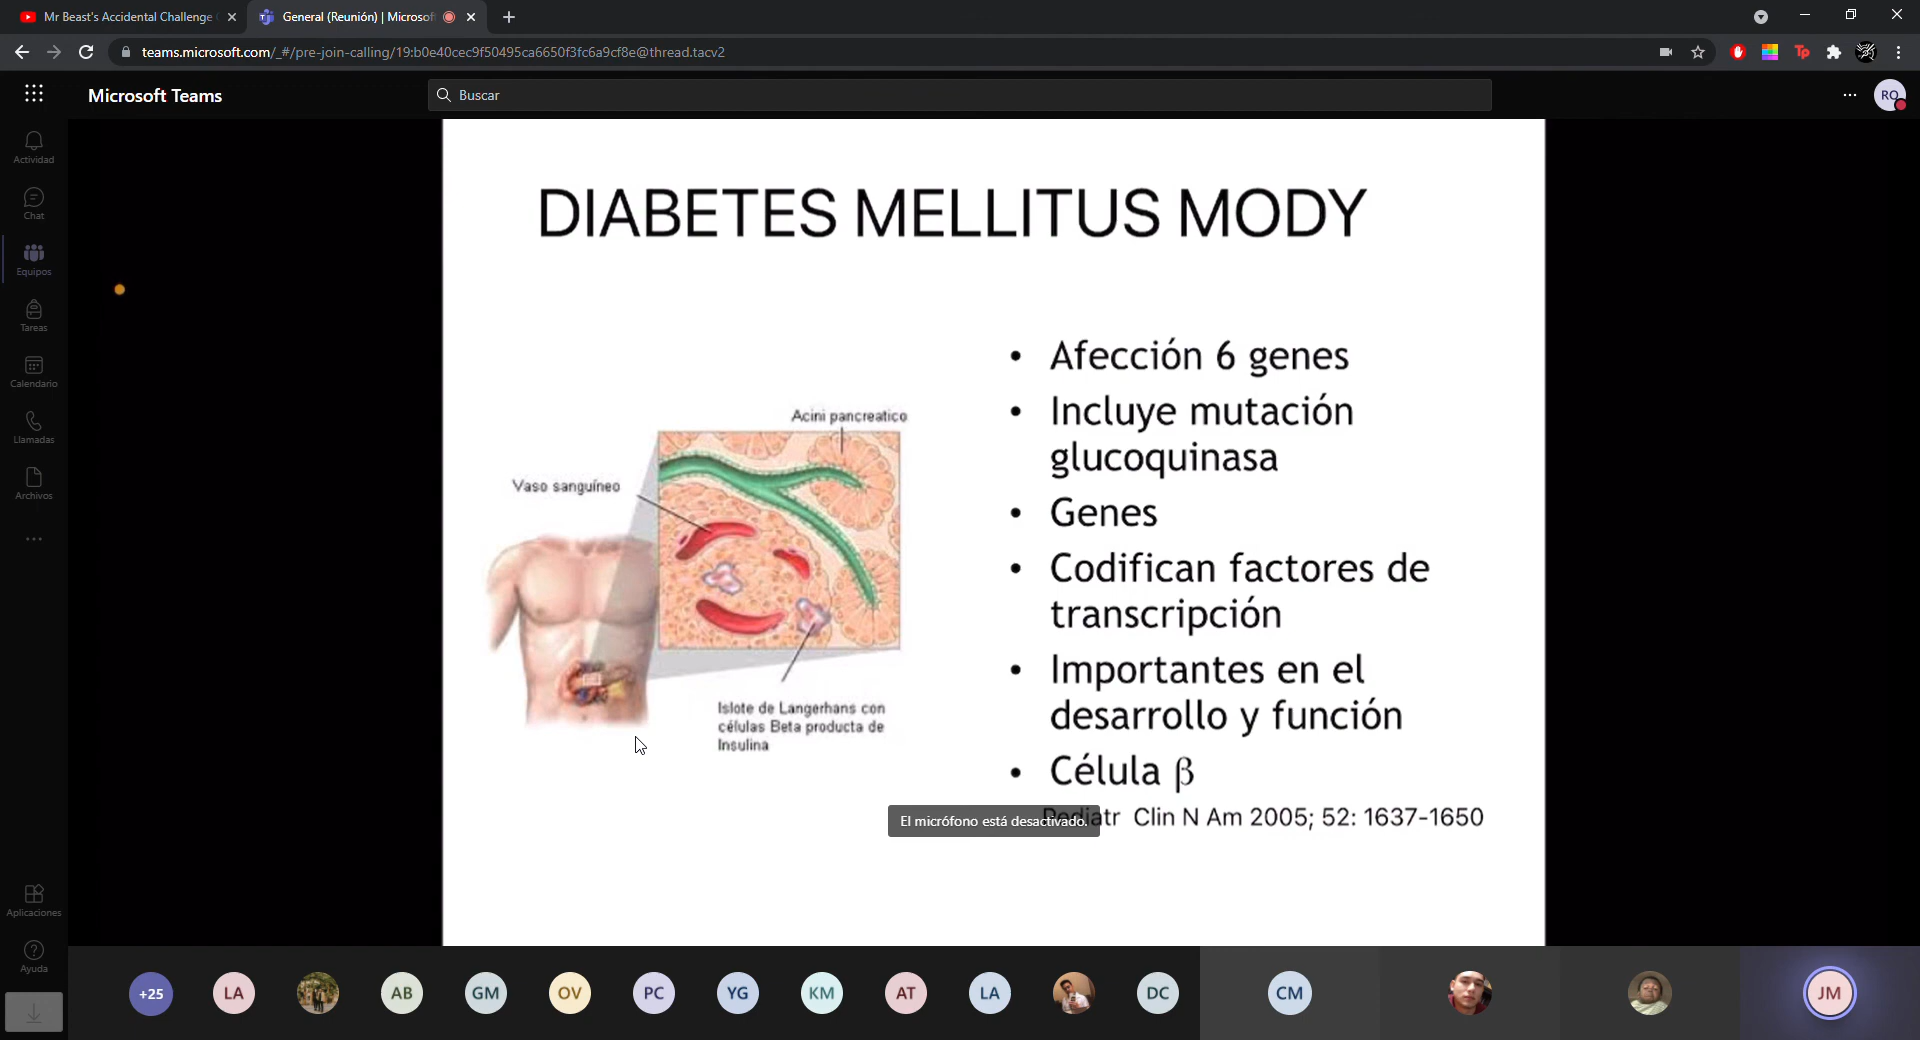 Mr Beast's Accidental Challenge
General (Reunión) | Microsof
teams.microsoft.com/_#/pre-join-calling/19:b0e40cec9f50495ca6650f3fc6a9cf8e@thread.tacv2
Microsoft Teams
Buscar
RO
Actividad
Chat
Equipos
Tareas
Calendario
Llamadas
Archivos
Aplicaciones
Ayuda
DIABETES MELLITUS MODY
Acini pancreatico
Vaso sanguíneo
Islote de Langerhans con
células Beta producta de
Insulina
• Afección 6 genes
• Incluye mutación
glucoquinasa
• Genes
• Codifican factores de
transcripción
• Importantes en el
desarrollo y función
• Célula β
Pediatr Clin N Am 2005; 52: 1637-1650
El micrófono está desactivado.
+25 LA AB GM OV PC YG KM AT LA DC CM JM